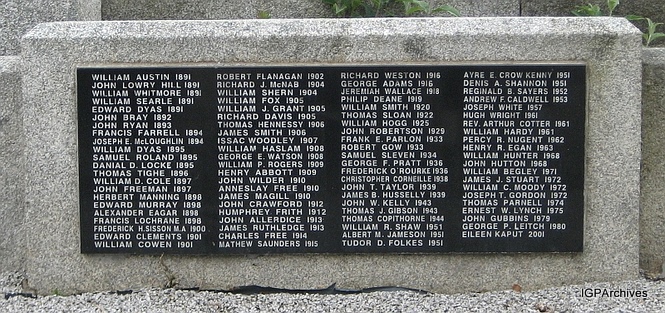 WILLIAM AUSTIN 1891
JOHN LOWRY HILL 1891
WILLIAM WHITMORE 1891
WILLIAM SEARLE 1891
EDWARD DYAS 1891
JOHN BRAY 1892
JOHN RYAN 1893
FRANCIS FARRELL 1894
JOSEPH E. McLOUGHLIN 1894
WILLIAM DYAS 1895
SAMUEL ROLAND 1895
DANIAL D. LOCKE 1895
THOMAS TIGHE 1896
WILLIAM D. COLE 1897
JOHN FREEMAN 1897
HERBERT MANNING 1898
EDWARD MURRAY 1898
ALEXANDER EAGAR 1898
FRANCIS LOCHRANE 1898
FREDERICK H. SISSON M.A 1900
EDWARD CLEMENTS 1901
WILLIAM COWEN 1901
ROBERT FLANAGAN 1902
RICHARD J. McNAB 1904
WILLIAM SHERN 1904
WILLIAM FOX 1905
WILLIAM J. GRANT 1905
RICHARD DAVIS 1905
THOMAS HENNESSY 1906
JAMES SMITH 1906
ISSAC WOODLEY 1907
WILLIAM HASLAM 1908
GEORGE E. WATSON 1908
WILLIAM P. ROGERS 1909
HENRY ABBOTT 1909
JOHN WILDER 1910
ANNESLAY FREE 1910
JAMES MAGILL 1910
JOHN CRAWFORD 1912
HUMPHREY FRITH 1912
JOHN ALLERDICE 1913
JAMES RUTHLEDGE 1913
CHARLES FREE 1914
MATHEW SAUNDERS 1915
RICHARD WESTON 1916
GEORGE ADAMS 1916
JEREMIAH WALLACE 1918
PHILIP DEANE 1919
WILLIAM SMITH 1920
THOMAS SLOAN 1922
WILLIAM HOGG 1925
JOHN ROBERTSON 1929
FRANK E. PARLON 1933
ROBERT GOW 1933
SAMUEL SLEVEN 1934
GEORGE F. PRATT 1936
FREDERICK O'ROURKE 1936
CHRISTOPHER CORNEILLE 1938
JOHN T. TAYLOR 1939
JAMES B. HUSSELLY 1939
JOHN W. KELLY 1943
THOMAS J. GIBSON 1943
THOMAS COPITHORNE 1944
WILLIAM R. SHAW 1951
ALBERT M. JAMESON 1951
TUDOR D. FOLKES 1951
AYRE E. CROW KENNY 1951
DENIS A. SHANNON 1951
REGINALD B. SAYERS 1952
ANDREW F. CALDWELL 1953
JOSEPH WHITE 1957
HUGH WRIGHT 1961
REV. ARTHUR COTTER 1961
WILLIAM HARDY 1961
PERCY R. NUGENT 1962
HENRY R. EGAN 1963
WILLIAM HUNTER 1968
JOHN HUTTON 1968
WILLIAM BEGLEY 1971
JAMES J. STUART 1972
WILLIAM C. MOODY 1972
JOSEPH T. GORDON 1972
THOMAS PARNELL 1974
ERNEST W. LYNCH 1975
JOHN GUBBINS 1979
GEORGE P. LEITCH 1980
EILEEN KAPUT 2001
IGPArchives